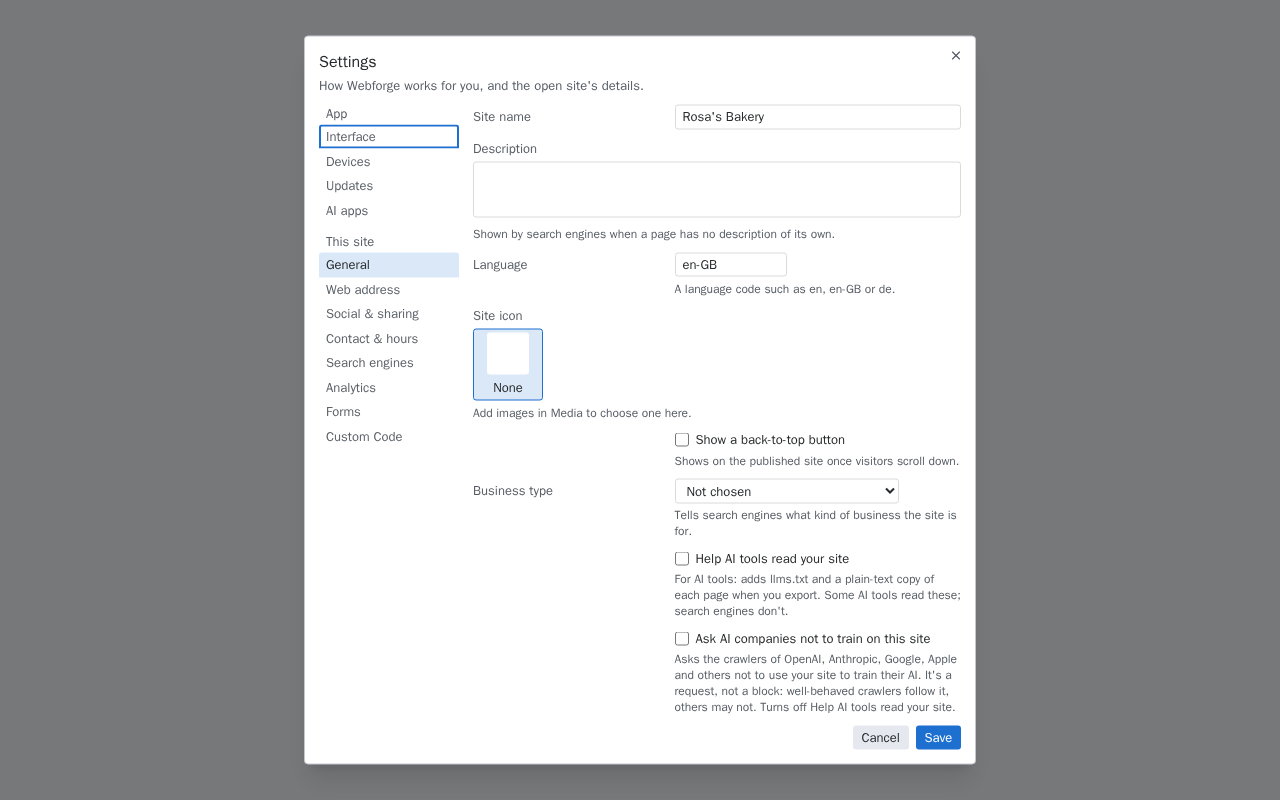 Settings
How Webforge works for you, and the open site's details.
App
Interface
Devices
Updates
AI apps
This site
General
Web address
Social & sharing
Contact & hours
Search engines
Analytics
Forms
Custom Code
Site name
Rosa's Bakery
Description
Shown by search engines when a page has no description of its own.
Language
en-GB
A language code such as en, en-GB or de.
Site icon
None
Add images in Media to choose one here.
Show a back-to-top button
Shows on the published site once visitors scroll down.
Business type
Not chosen
Tells search engines what kind of business the site is
for.
Help AI tools read your site
For AI tools: adds llms.txt and a plain-text copy of
each page when you export. Some AI tools read these;
search engines don't.
Ask AI companies not to train on this site
Asks the crawlers of OpenAI, Anthropic, Google, Apple
and others not to use your site to train their AI. It's a
request, not a block: well-behaved crawlers follow it,
others may not. Turns off Help AI tools read your site.
Cancel
Save